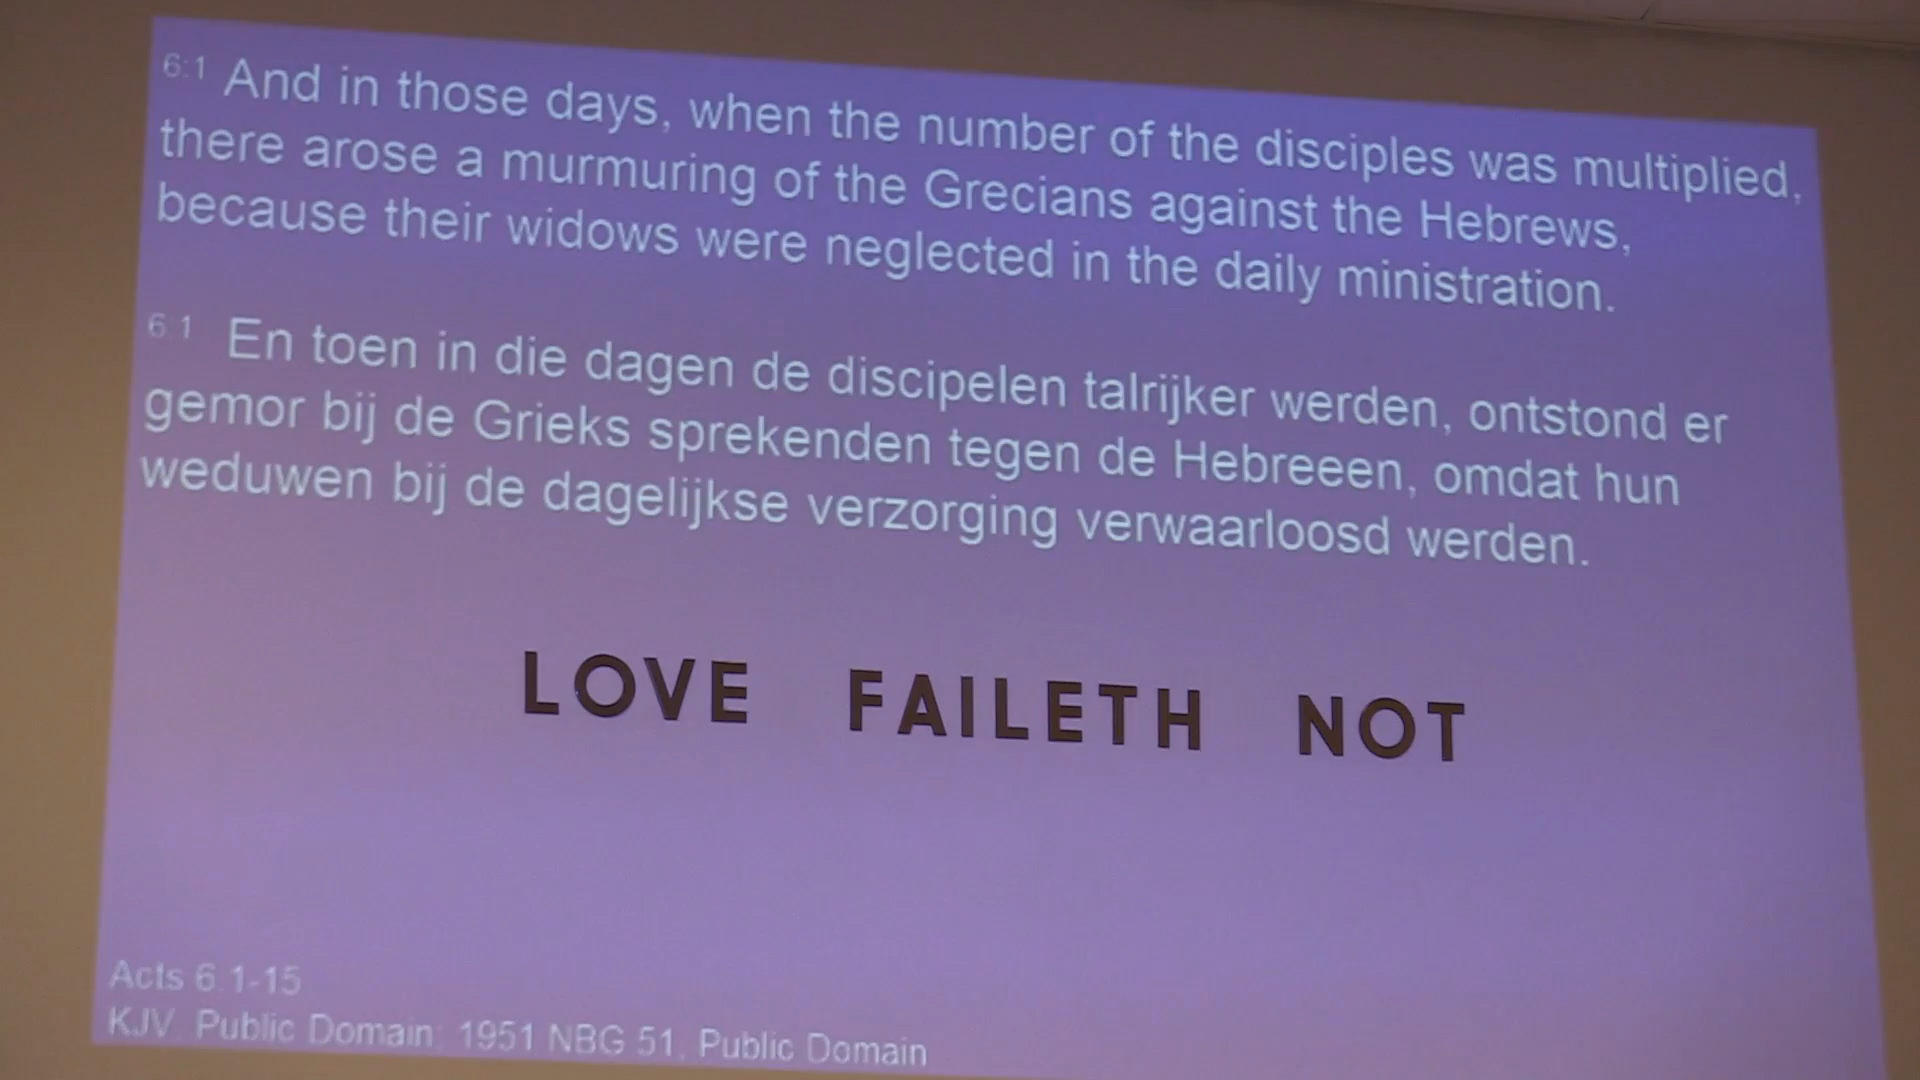 6:1 And in those days, when the number of the disciples was multiplied,
there arose a murmuring of the Grecians against the Hebrews,
because their widows were neglected in the daily ministration.
6:1 En toen in die dagen de discipelen talrijker werden, ontstond er
gemor bij de Grieks sprekenden tegen de Hebreeen, omdat hun
weduwen bij de dagelijkse verzorging verwaarloosd werden.
LOVE FAILETH NOT
Acts 6:1-15
KJV, Public Domain; 1951 NBG 51, Public Domain